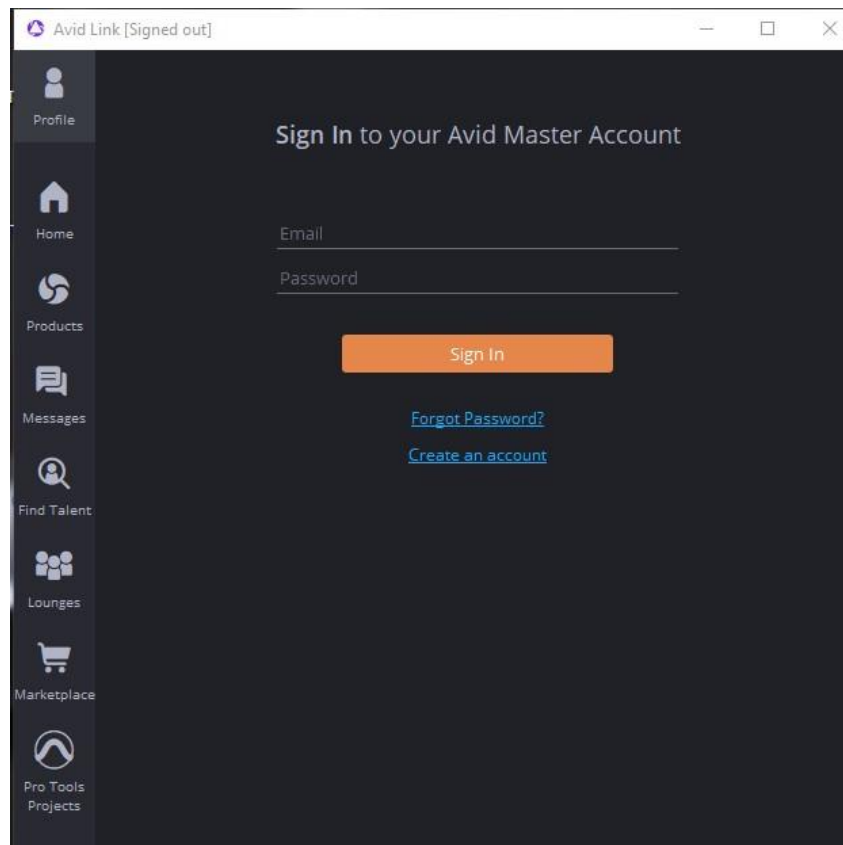 Avid Link [Signed out]
Profile
Home
Products
Messages
Find Talent
Lounges
Marketplace
Pro Tools
Projects
Sign In to your Avid Master Account
Email
Password
Sign In
Forgot Password?
Create an account